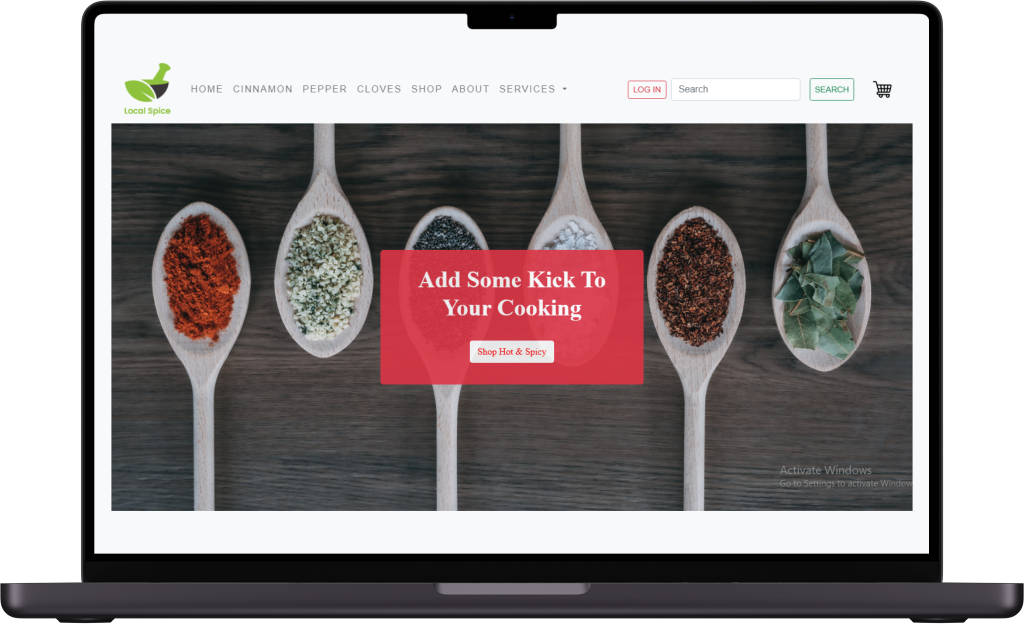 Local Spice
HOME CINNAMON PEPPER CLOVES SHOP ABOUT SERVICES
LOG IN
Search
SEARCH
Add Some Kick To
Your Cooking
Shop Hot & Spicy
Activate Windows
Go to Settings to activate Window